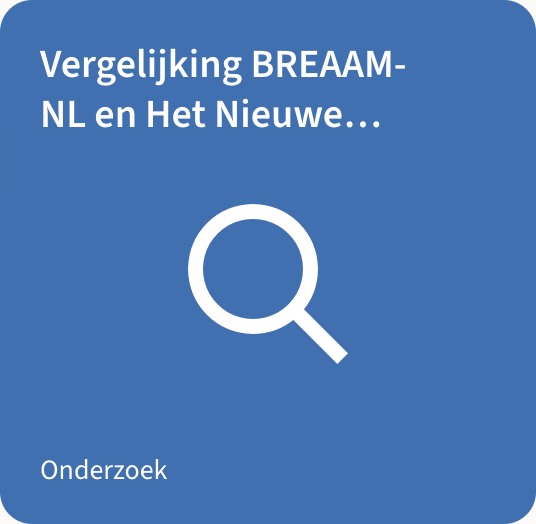 Vergelijking BREAAM-
NL en Het Nieuwe…
Onderzoek